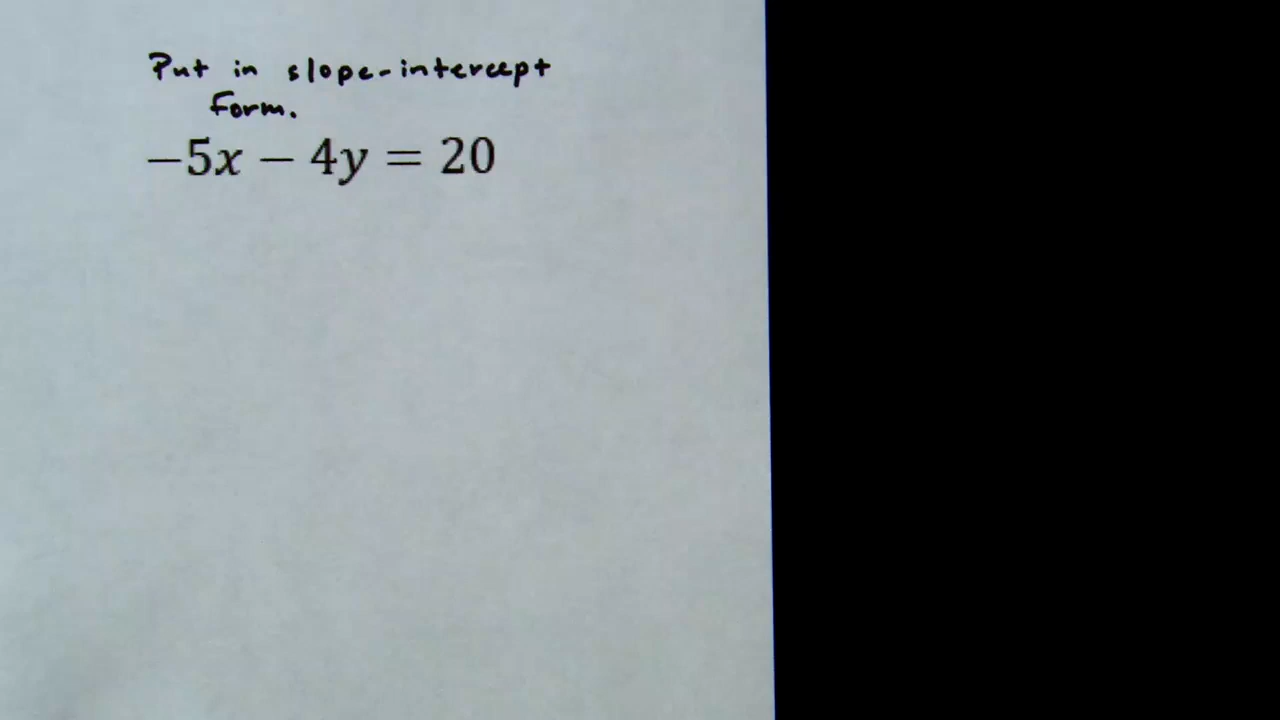 Put in slope-intercept
form.
−5x − 4y = 20